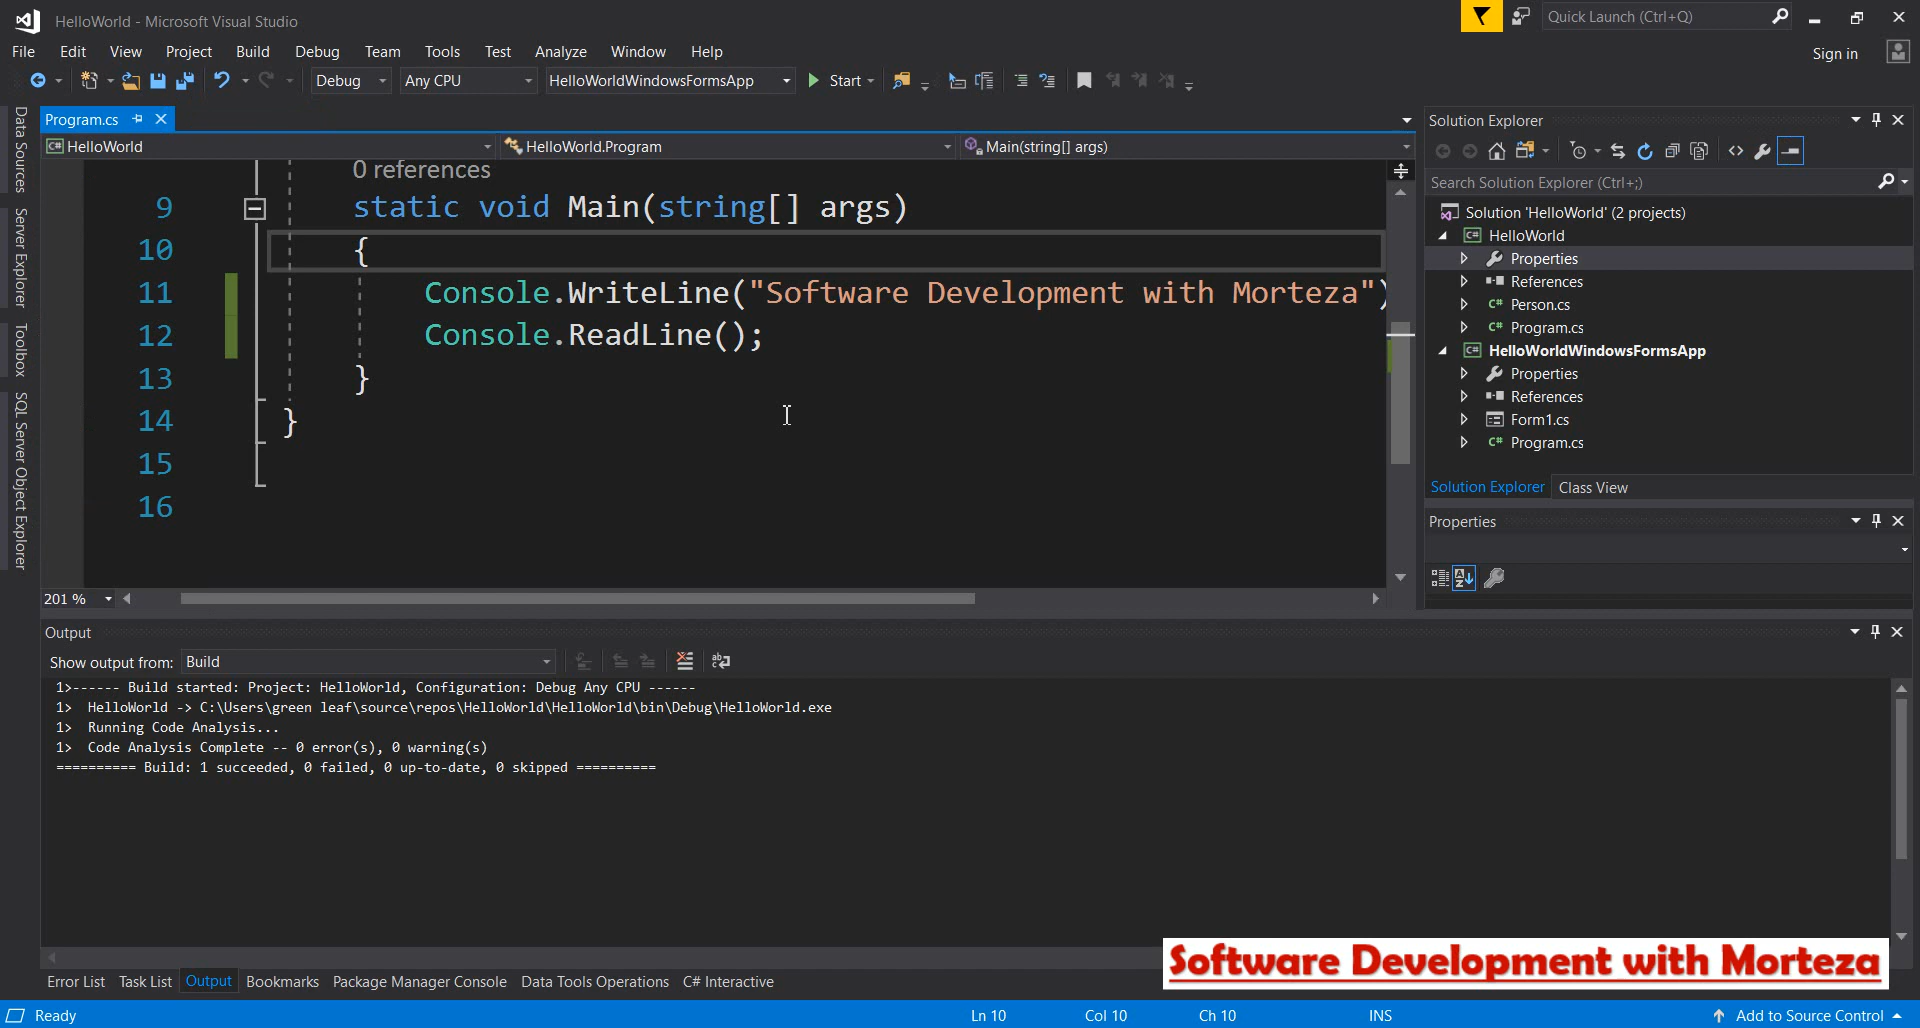 HelloWorld - Microsoft Visual Studio
Quick Launch (Ctrl+Q)
File Edit View Project Build Debug Team Tools Test Analyze Window Help
Sign in
Debug Any CPU HelloWorldWindowsFormsApp Start
Data Sources
Server Explorer
Toolbox
SQL Server Object Explorer
Program.cs
HelloWorld HelloWorld.Program Main(string[] args)
0 references
9 static void Main(string[] args)
10 {
11 Console.WriteLine("Software Development with Morteza")
12 Console.ReadLine();
13 }
14 }
15
16
201 %
Solution Explorer
Search Solution Explorer (Ctrl+;)
Solution 'HelloWorld' (2 projects)
C# HelloWorld
Properties
References
C# Person.cs
C# Program.cs
C# HelloWorldWindowsFormsApp
Properties
References
Form1.cs
C# Program.cs
Solution Explorer Class View
Properties
Output
Show output from: Build
1>------ Build started: Project: HelloWorld, Configuration: Debug Any CPU ------
1> HelloWorld -> C:\Users\green leaf\source\repos\HelloWorld\HelloWorld\bin\Debug\HelloWorld.exe
1> Running Code Analysis...
1> Code Analysis Complete -- 0 error(s), 0 warning(s)
========== Build: 1 succeeded, 0 failed, 0 up-to-date, 0 skipped ==========
Software Development with Morteza
Error List Task List Output Bookmarks Package Manager Console Data Tools Operations C# Interactive
Ready Ln 10 Col 10 Ch 10 INS Add to Source Control